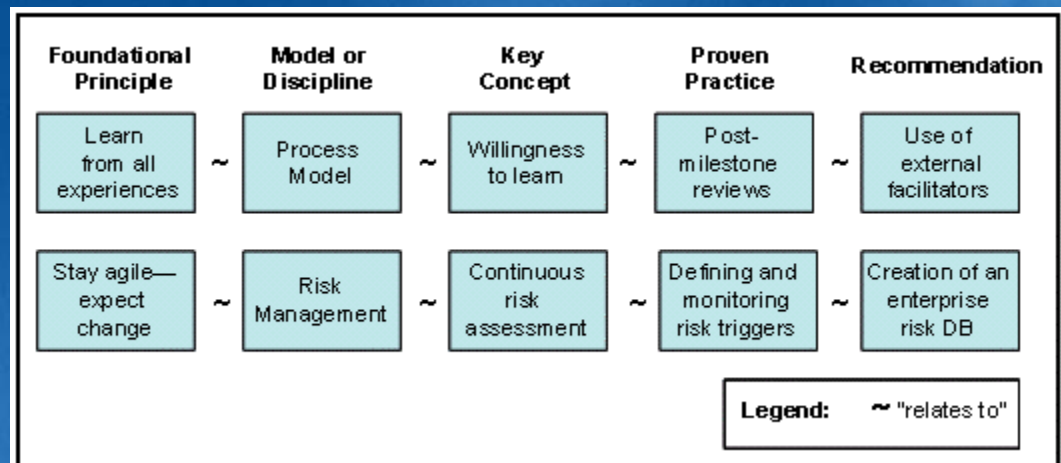 Foundational Principle
Model or Discipline
Key Concept
Proven Practice
Recommendation
Learn
from all
experiences
~
Process
Model
~
Willingness
to learn
~
Post-
milestone
reviews
~
Use of
external
facilitators
Stay agile—
expect
change
~
Risk
Management
~
Continuous
risk
assessment
~
Defining and
monitoring
risk triggers
~
Creation of an
enterprise
risk DB
Legend: ~ "relates to"